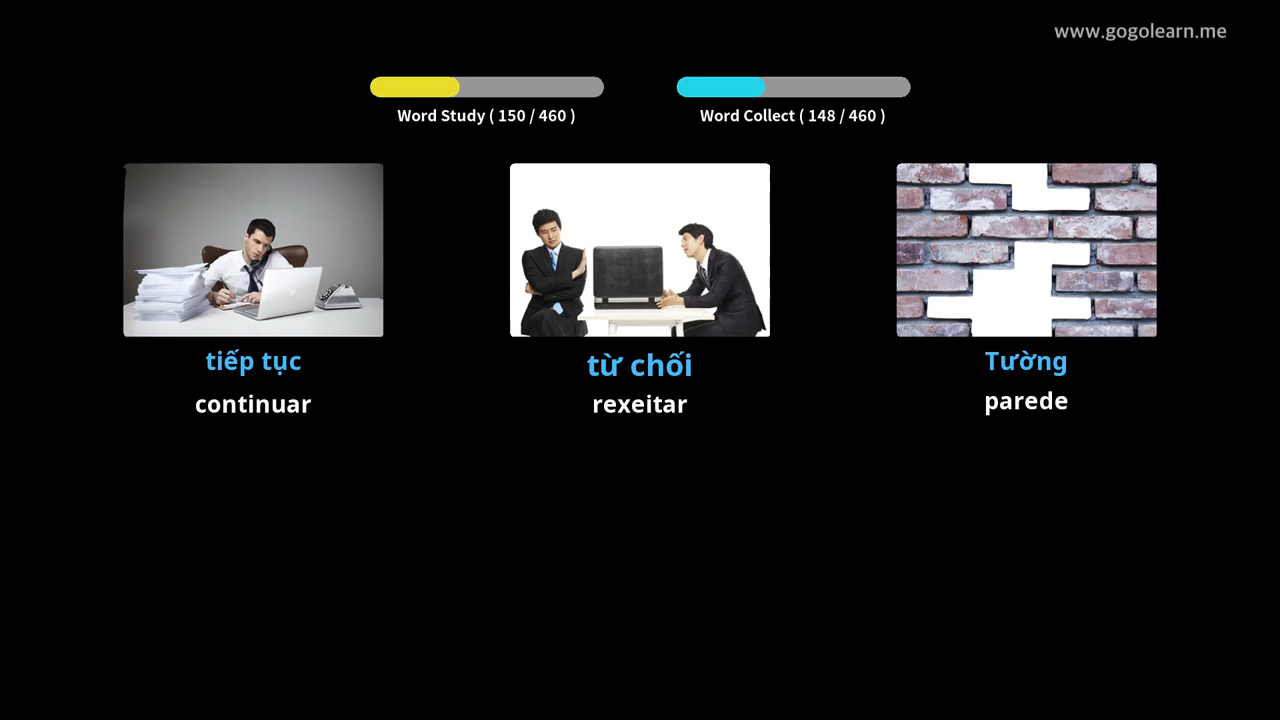 www.gogolearn.me
Word Study ( 150 / 460 )
Word Collect ( 148 / 460 )
tiếp tục
continuar
từ chối
rexeitar
Tường
parede